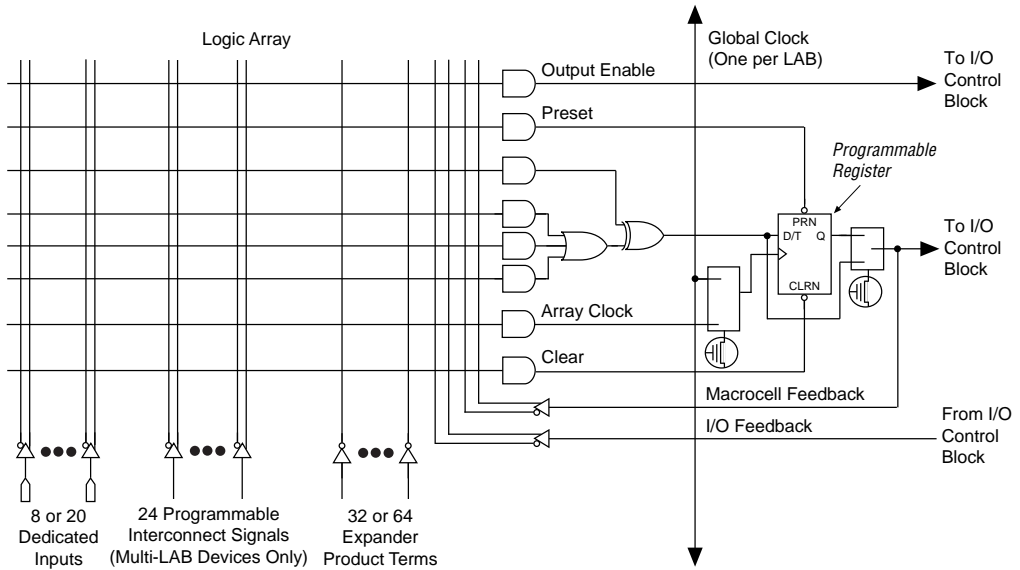 Logic Array
Global Clock
(One per LAB)
To I/O
Control
Block
Output Enable
Preset
Programmable
Register
PRN
D/T Q
CLRN
To I/O
Control
Block
Array Clock
Clear
Macrocell Feedback
I/O Feedback
From I/O
Control
Block
8 or 20
Dedicated
Inputs
24 Programmable
Interconnect Signals
(Multi-LAB Devices Only)
32 or 64
Expander
Product Terms